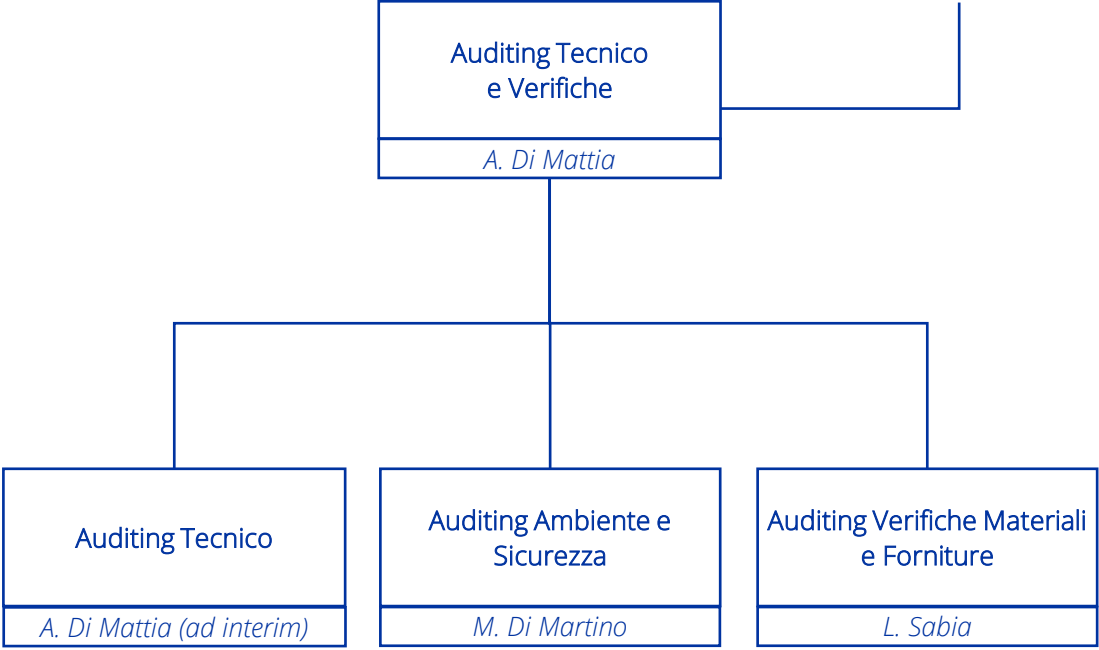 Auditing Tecnico
e Verifiche
A. Di Mattia
Auditing Tecnico
A. Di Mattia (ad interim)
Auditing Ambiente e
Sicurezza
M. Di Martino
Auditing Verifiche Materiali
e Forniture
L. Sabia